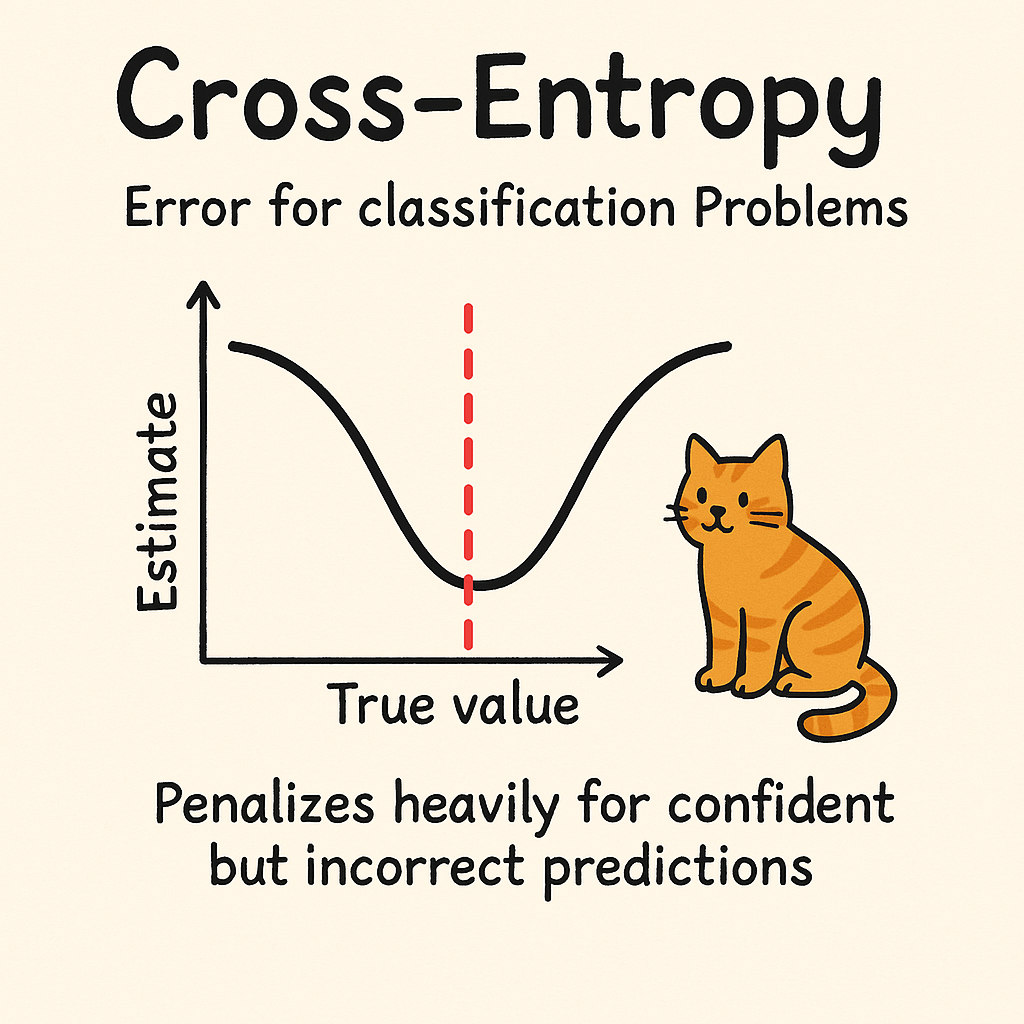 Cross-Entropy
Error for classification Problems
Estimate
True value
Penalizes heavily for confident
but incorrect predictions